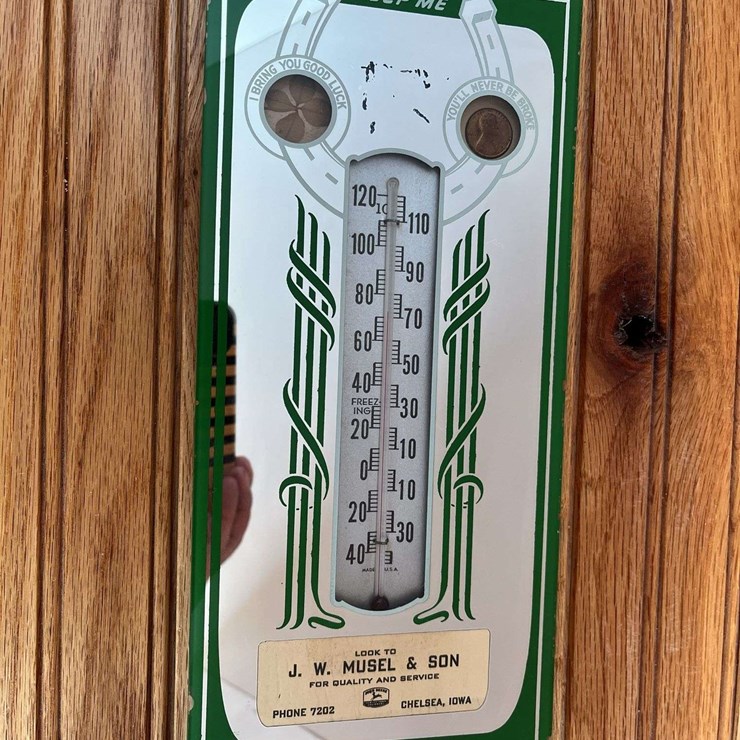 ME
I BRING YOU GOOD LUCK
YOU'LL NEVER BE BROKE
120
110
100
90
80
70
60
50
40
FREEZ-
ING
30
20
10
0
10
20
30
40
MADE U.S.A.
LOOK TO
J. W. MUSEL & SON
FOR QUALITY AND SERVICE
JOHN DEERE
PHONE 7202 CHELSEA, IOWA